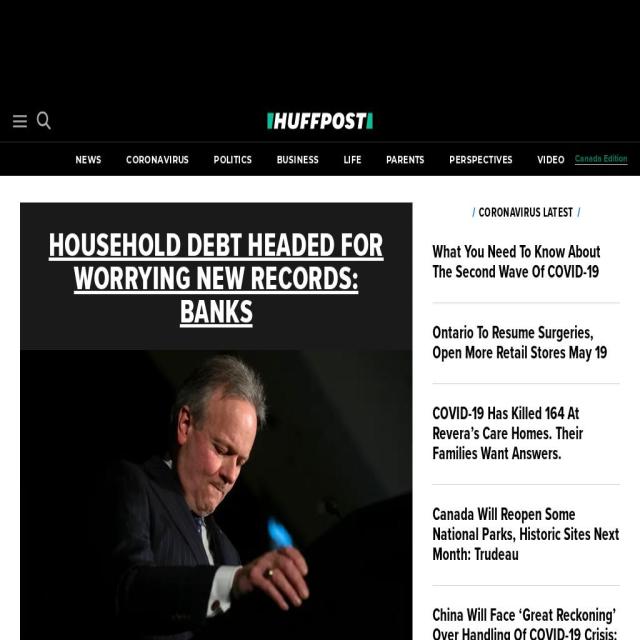 HUFFPOST
NEWS CORONAVIRUS POLITICS BUSINESS LIFE PARENTS PERSPECTIVES VIDEO Canada Edition
HOUSEHOLD DEBT HEADED FOR
WORRYING NEW RECORDS:
BANKS
/ CORONAVIRUS LATEST /
What You Need To Know About
The Second Wave Of COVID-19
Ontario To Resume Surgeries,
Open More Retail Stores May 19
COVID-19 Has Killed 164 At
Revera’s Care Homes. Their
Families Want Answers.
Canada Will Reopen Some
National Parks, Historic Sites Next
Month: Trudeau
China Will Face ‘Great Reckoning’
Over Handling Of COVID-19 Crisis: